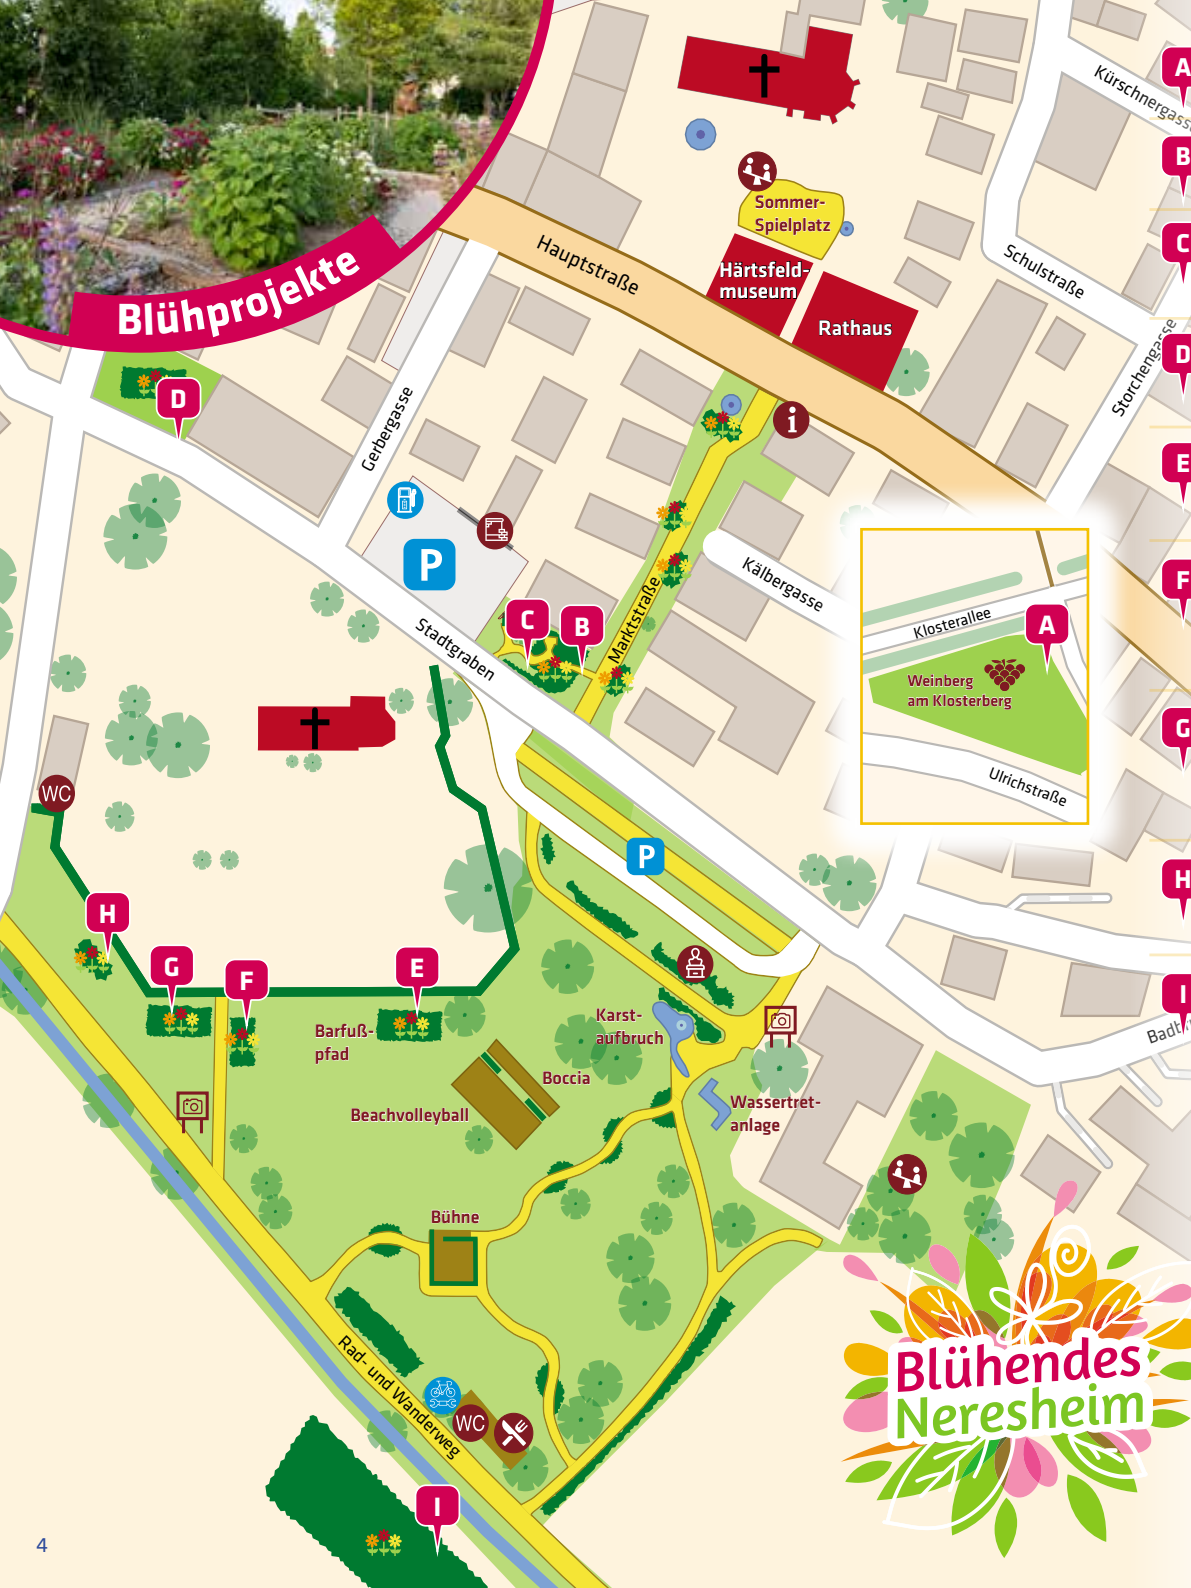 Blühprojekte
Kürschnergass
A
B
C
D
E
F
G
H
I
Sommer-
Spielplatz
Hauptstraße
Härtsfeld-
museum
Rathaus
Schulstraße
Storchengasse
D
Gerbergasse
i
P
Kälbergasse
Marktstraße
C
B
Stadtgraben
Klosterallee
A
Weinberg
am Klosterberg
Ulrichstraße
WC
P
H
G
F
E
Barfuß-
pfad
Karst-
aufbruch
Boccia
Beachvolleyball
Wassertret-
anlage
Badt
Bühne
Rad- und Wanderweg
WC
I
Blühendes
Neresheim
4